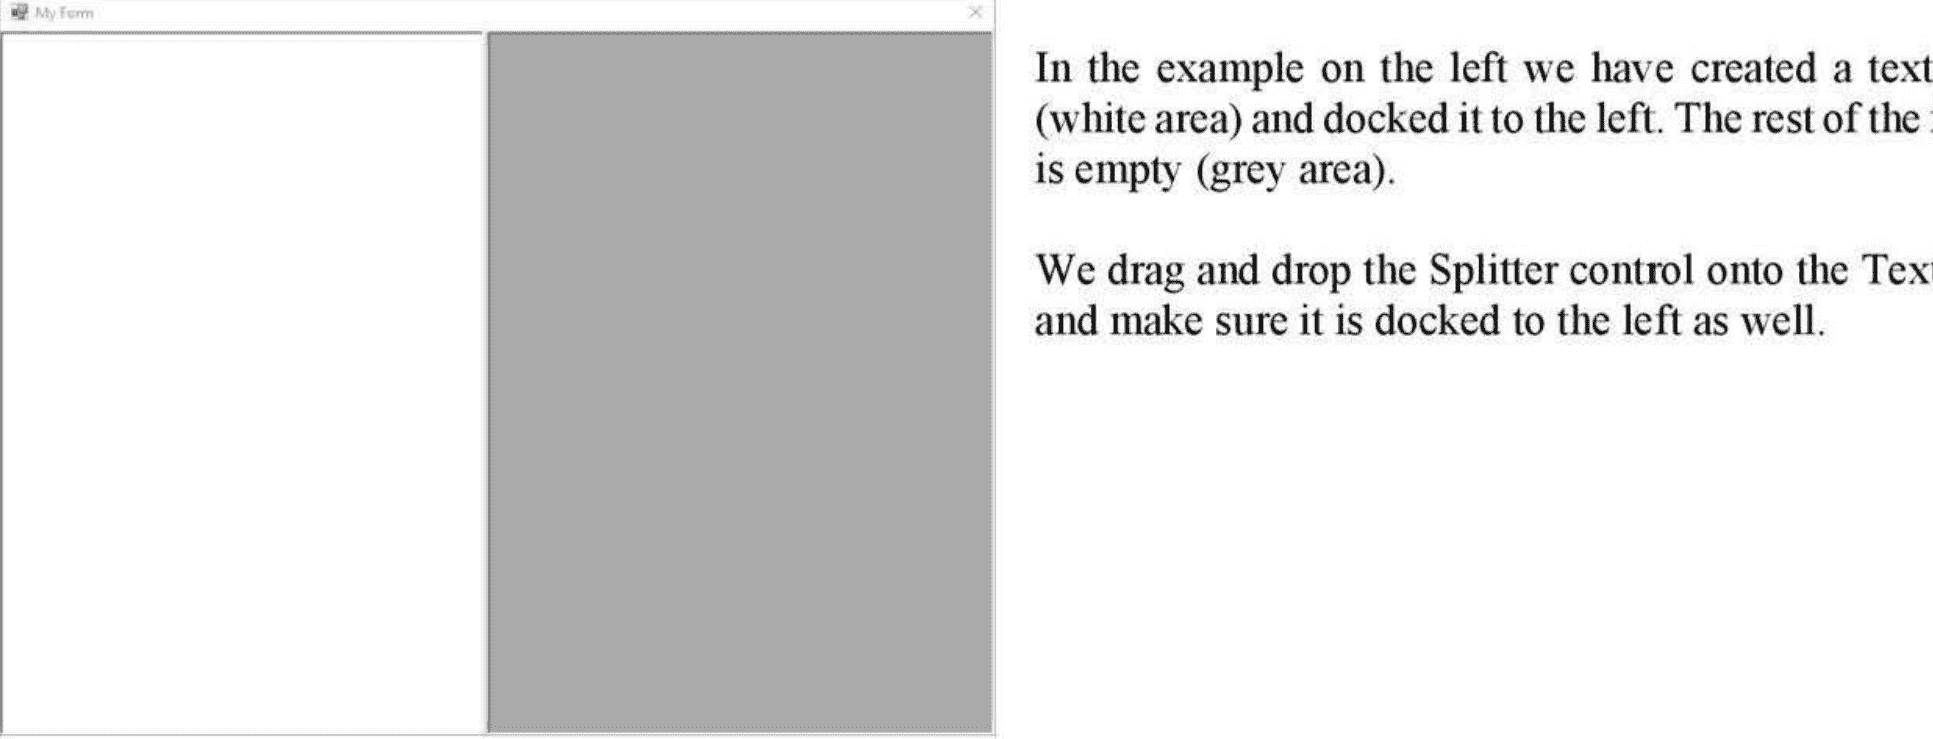 My Form
In the example on the left we have created a text
(white area) and docked it to the left. The rest of the
is empty (grey area).
We drag and drop the Splitter control onto the Tex
and make sure it is docked to the left as well.